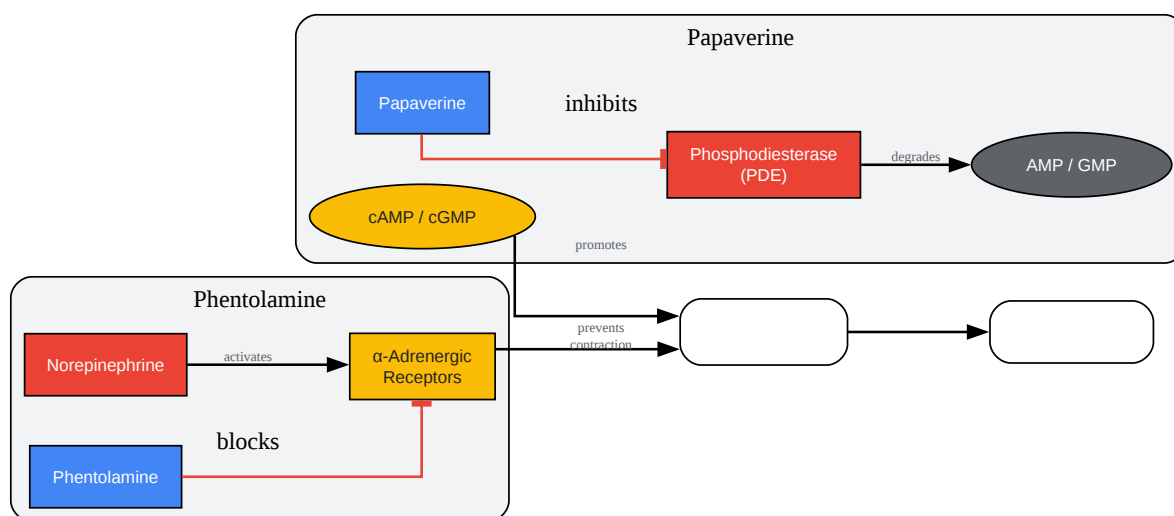 Papaverine
Papaverine
inhibits
Phosphodiesterase
(PDE)
degrades
AMP / GMP
cAMP / cGMP
promotes
Phentolamine
Norepinephrine
activates
α-Adrenergic
Receptors
prevents
contraction
blocks
Phentolamine